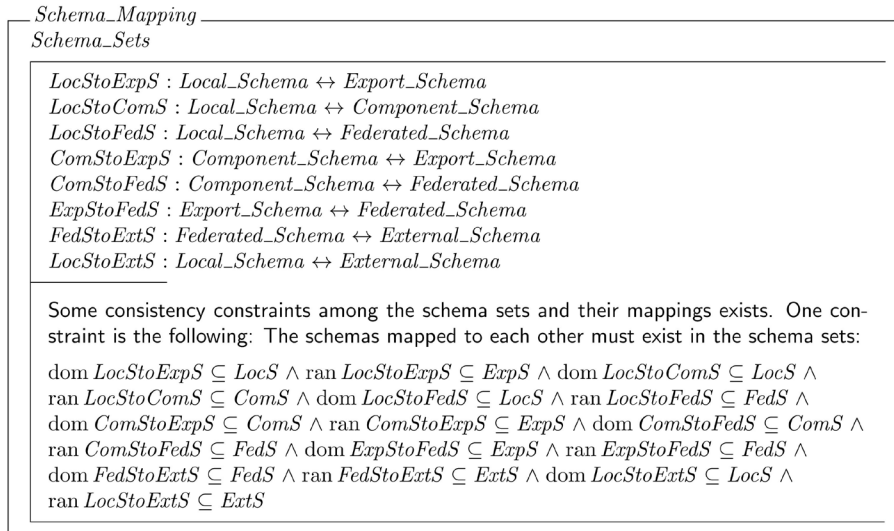 Schema_Mapping
Schema_Sets
LocStoExpS : Local_Schema ↔ Export_Schema
LocStoComS : Local_Schema ↔ Component_Schema
LocStoFedS : Local_Schema ↔ Federated_Schema
ComStoExpS : Component_Schema ↔ Export_Schema
ComStoFedS : Component_Schema ↔ Federated_Schema
ExpStoFedS : Export_Schema ↔ Federated_Schema
FedStoExtS : Federated_Schema ↔ External_Schema
LocStoExtS : Local_Schema ↔ External_Schema
Some consistency constraints among the schema sets and their mappings exists. One con-
straint is the following: The schemas mapped to each other must exist in the schema sets:
dom LocStoExpS ⊆ LocS ∧ ran LocStoExpS ⊆ ExpS ∧ dom LocStoComS ⊆ LocS ∧
ran LocStoComS ⊆ ComS ∧ dom LocStoFedS ⊆ LocS ∧ ran LocStoFedS ⊆ FedS ∧
dom ComStoExpS ⊆ ComS ∧ ran ComStoExpS ⊆ ExpS ∧ dom ComStoFedS ⊆ ComS ∧
ran ComStoFedS ⊆ FedS ∧ dom ExpStoFedS ⊆ ExpS ∧ ran ExpStoFedS ⊆ FedS ∧
dom FedStoExtS ⊆ FedS ∧ ran FedStoExtS ⊆ ExtS ∧ dom LocStoExtS ⊆ LocS ∧
ran LocStoExtS ⊆ ExtS